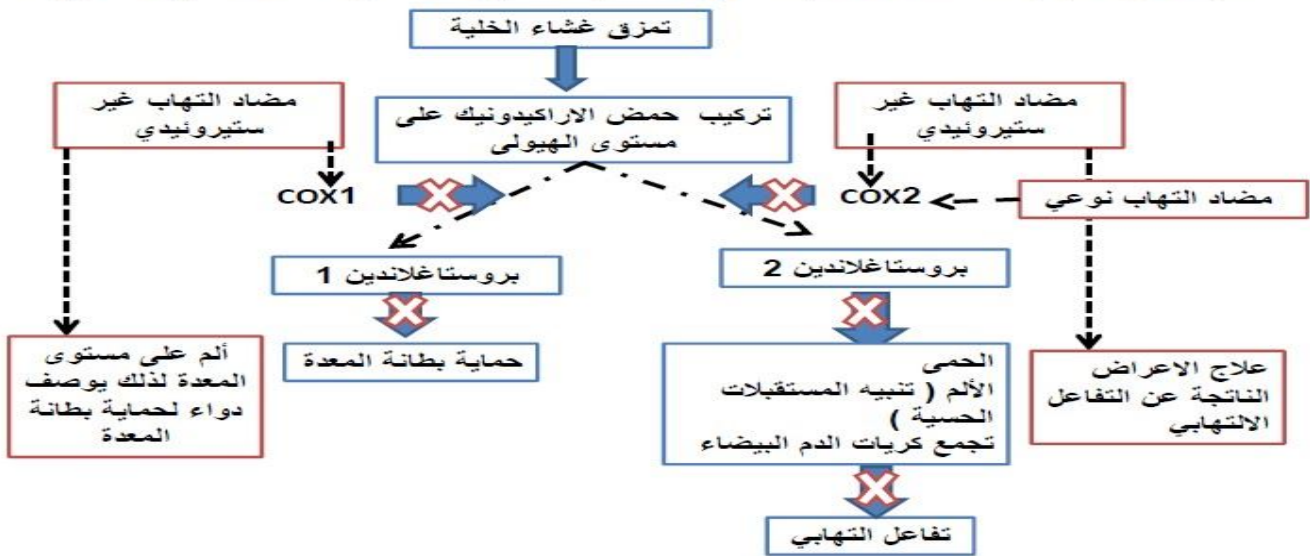 تمزق غشاء الخلية
مضاد التهاب غير
ستيروئيدي
تركيب حمض الاراكيدونيك على
مستوى الهيولى
مضاد التهاب غير
ستيروئيدي
COX1
COX2
مضاد التهاب نوعي
بروستاغلاندين 1
بروستاغلاندين 2
ألم على مستوى
المعدة لذلك يوصف
دواء لحماية بطانة
المعدة
حماية بطانة المعدة
الحمى
الألم ( تنبيه المستقبلات
الحسية )
تجمع كريات الدم البيضاء
علاج الاعراض
الناتجة عن التفاعل
الالتهابي
تفاعل التهابي